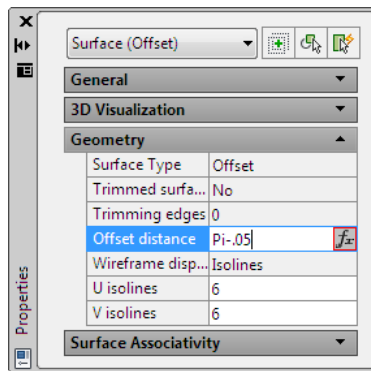 Surface (Offset)
General
3D Visualization
Geometry
Surface Type Offset
Trimmed surfa... No
Trimming edges 0
Offset distance Pi-.05 fx
Wireframe disp... Isolines
U isolines 6
V isolines 6
Surface Associativity
Properties